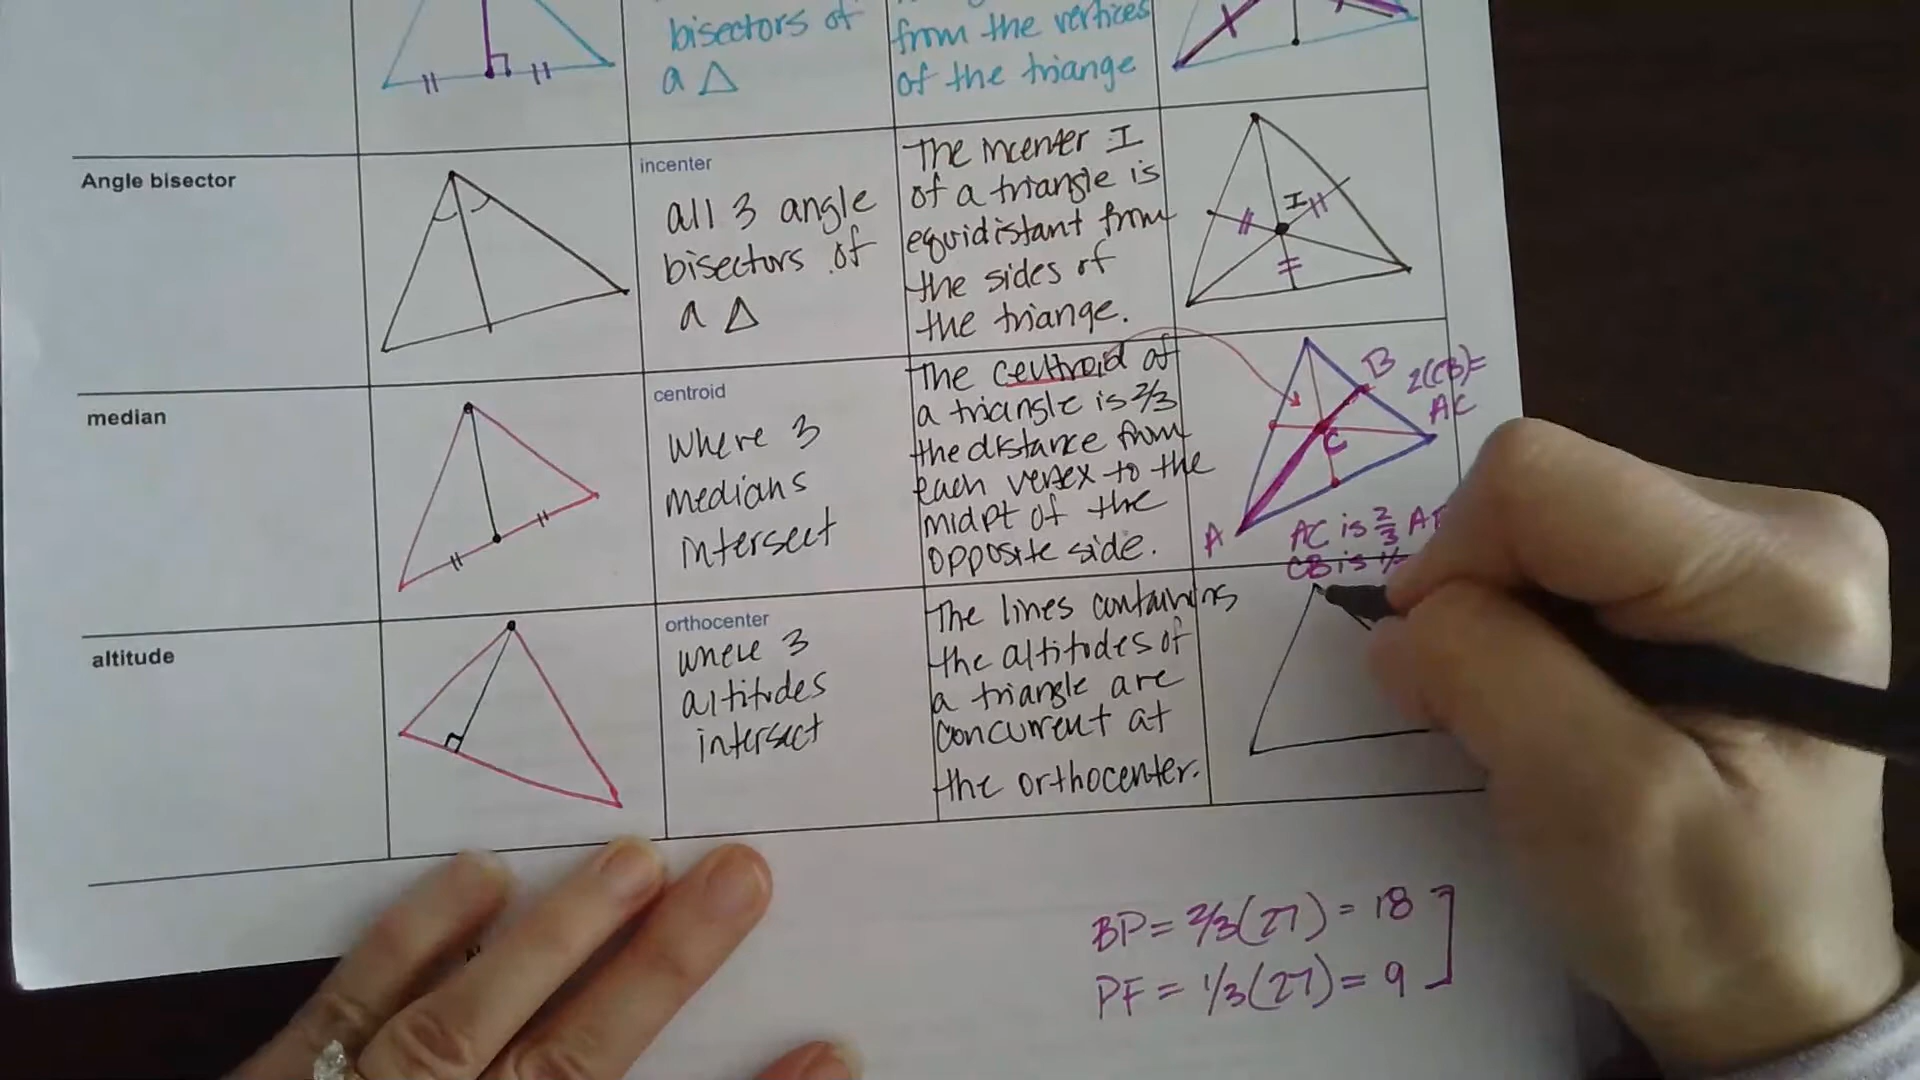 bisectors of
a △
from the vertices
of the triange
Angle bisector
incenter
all 3 angle
bisectors of
a △
The incenter I
of a triangle is
equidistant from
the sides of
the triange.
I
median
centroid
where 3
medians
intersect
The centroid of
a triangle is 2/3
the distance from
each vertex to the
midpt of the
opposite side.
B
2(CB)=
AC
C
A
AC is 2/3
CB is
altitude
orthocenter
where 3
altitudes
intersect
The lines containins
the altitudes of
a triangle are
concurrent at
the orthocenter.
BP = 2/3(27) = 18
PF = 1/3(27) = 9